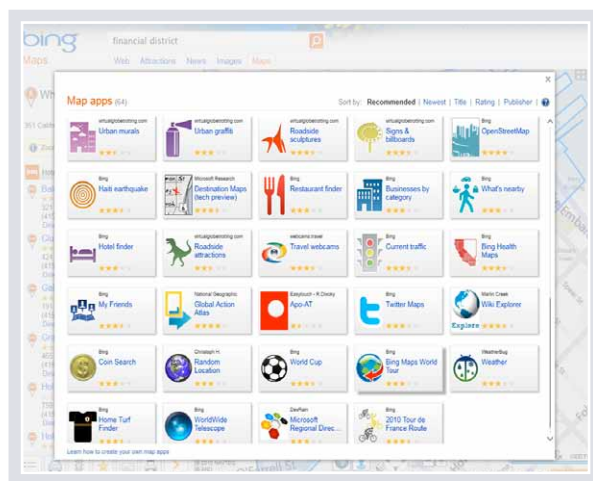 bing
Maps
financial district
Web Attractions News Images Maps
Map apps (64)
Sort by: Recommended | Newest | Title | Rating | Publisher |
virtualglobetrotting.com
Urban murals
virtualglobetrotting.com
Urban graffiti
virtualglobetrotting.com
Roadside
sculptures
virtualglobetrotting.com
Signs &
billboards
Bing
OpenStreetMap
Bing
Haiti earthquake
Microsoft Research
Destination Maps
(tech preview)
Bing
Restaurant finder
Bing
Businesses by
category
Bing
What's nearby
Bing
Hotel finder
virtualglobetrotting.com
Roadside
attractions
webcams.travel
Travel webcams
Bing
Current traffic
Bing
Bing Health
Maps
Bing
My Friends
National Geographic
Global Action
Atlas
Apo-AT
Bing
Twitter Maps
Explore
Wiki Explorer
Bing
Coin Search
Christoph H.
Random
Location
Bing
World Cup
Bing
Bing Maps World
Tour
WeatherBug
Weather
Bing
Home Turf
Finder
Bing
WorldWide
Telescope
Microsoft
Regional Direc...
Bing
2010 Tour de
France Route
Learn how to create your own map apps